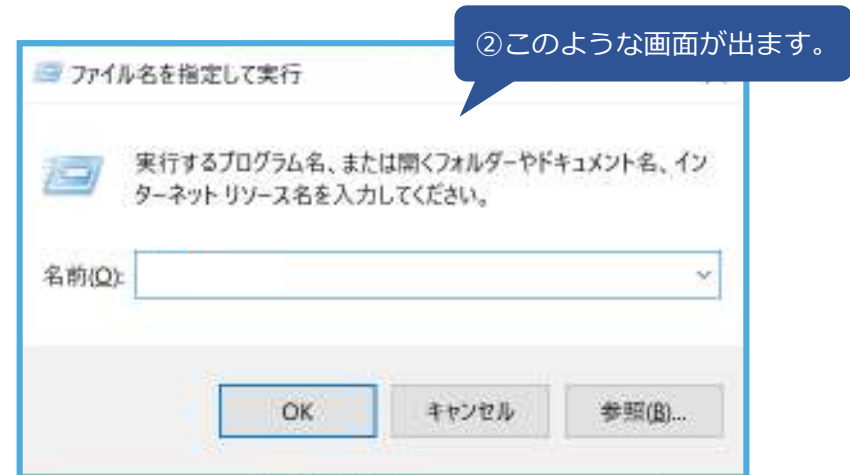 ②このような画面が出ます。
ファイル名を指定して実行
実行するプログラム名、または開くフォルダーやドキュメント名、イン
ターネット リソース名を入力してください。
名前(O):
OK
キャンセル
参照(B)...